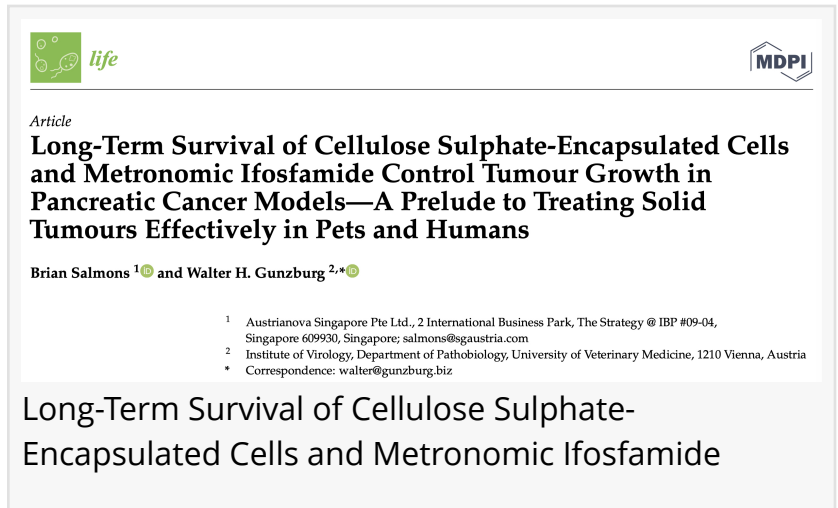 life
MDPI
Article
Long-Term Survival of Cellulose Sulphate-Encapsulated Cells
and Metronomic Ifosfamide Control Tumour Growth in
Pancreatic Cancer Models—A Prelude to Treating Solid
Tumours Effectively in Pets and Humans
Brian Salmons 1 iD and Walter H. Gunzburg 2,* iD
1 Austrianova Singapore Pte Ltd., 2 International Business Park, The Strategy @ IBP #09-04,
Singapore 609930, Singapore; salmons@sgaustria.com
2 Institute of Virology, Department of Pathobiology, University of Veterinary Medicine, 1210 Vienna, Austria
* Correspondence: walter@gunzburg.biz
Long-Term Survival of Cellulose Sulphate-
Encapsulated Cells and Metronomic Ifosfamide